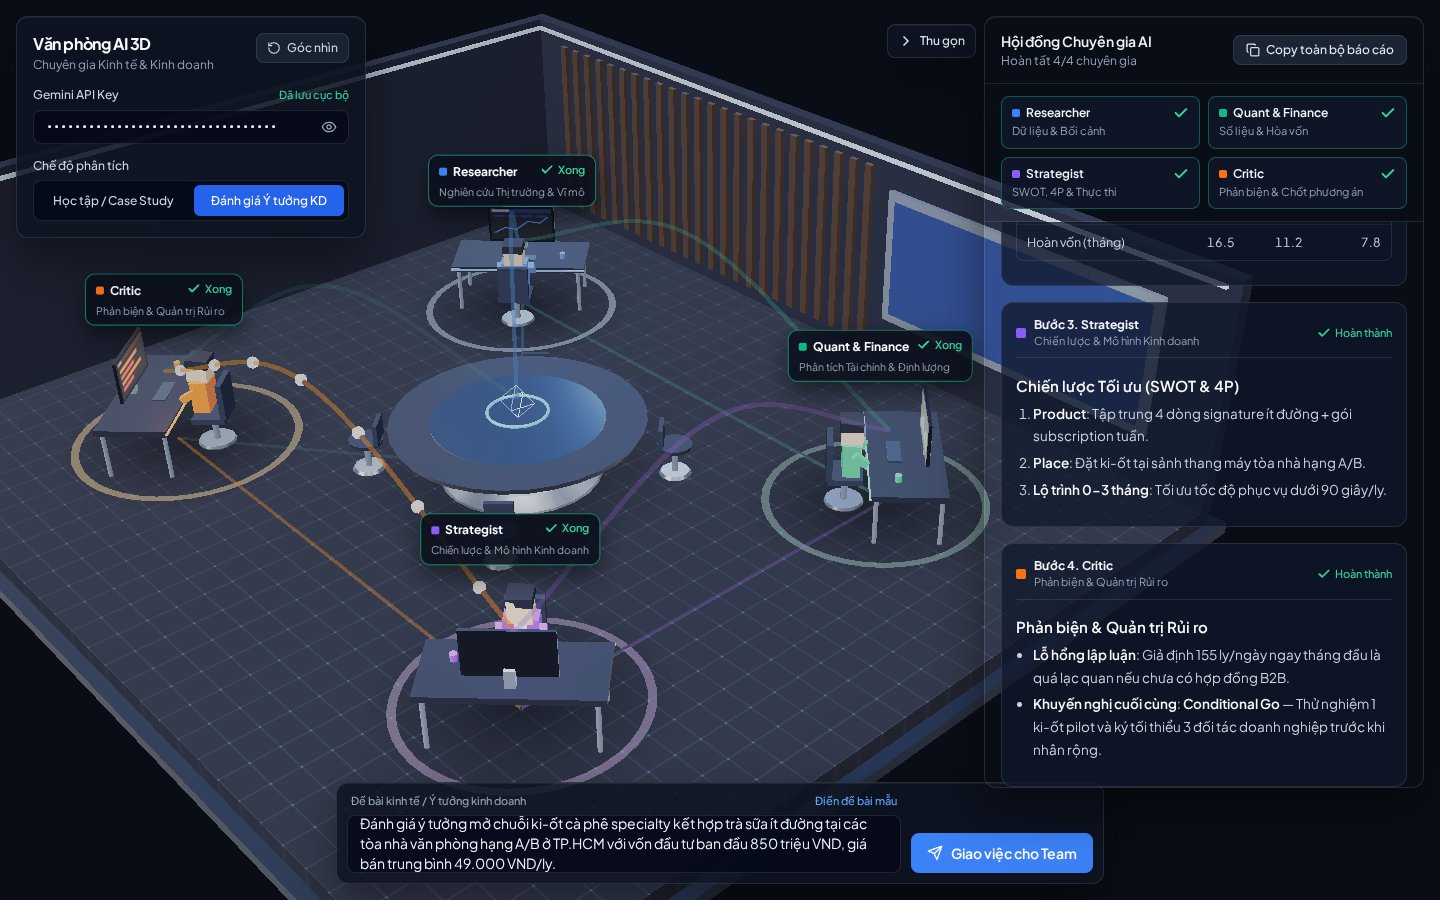 Văn phòng AI 3D
Chuyên gia Kinh tế & Kinh doanh
Góc nhìn
Gemini API Key
Đã lưu cục bộ
Chế độ phân tích
Học tập / Case Study
Đánh giá Ý tưởng KD
Thu gọn
Researcher
Xong
Nghiên cứu Thị trường & Vĩ mô
Critic
Xong
Phản biện & Quản trị Rủi ro
Quant & Finance
Xong
Phân tích Tài chính & Định lượng
Strategist
Xong
Chiến lược & Mô hình Kinh doanh
Hội đồng Chuyên gia AI
Hoàn tất 4/4 chuyên gia
Copy toàn bộ báo cáo
Researcher
Dữ liệu & Bối cảnh
Quant & Finance
Số liệu & Hòa vốn
Strategist
SWOT, 4P & Thực thi
Critic
Phản biện & Chốt phương án
Hoàn vốn (tháng) 16.5 11.2 7.8
Bước 3. Strategist
Chiến lược & Mô hình Kinh doanh
Hoàn thành
Chiến lược Tối ưu (SWOT & 4P)
1. Product: Tập trung 4 dòng signature ít đường + gói
subscription tuần.
2. Place: Đặt ki-ốt tại sảnh thang máy tòa nhà hạng A/B.
3. Lộ trình 0–3 tháng: Tối ưu tốc độ phục vụ dưới 90 giây/ly.
Bước 4. Critic
Phản biện & Quản trị Rủi ro
Hoàn thành
Phản biện & Quản trị Rủi ro
• Lỗ hổng lập luận: Giả định 155 ly/ngày ngay tháng đầu là
quá lạc quan nếu chưa có hợp đồng B2B.
• Khuyến nghị cuối cùng: Conditional Go — Thử nghiệm 1
ki-ốt pilot và ký tối thiểu 3 đối tác doanh nghiệp trước khi
nhân rộng.
Đề bài kinh tế / Ý tưởng kinh doanh
Điền đề bài mẫu
Đánh giá ý tưởng mở chuỗi ki-ốt cà phê specialty kết hợp trà sữa ít đường tại các
tòa nhà văn phòng hạng A/B ở TP.HCM với vốn đầu tư ban đầu 850 triệu VND, giá
bán trung bình 49.000 VND/ly.
Giao việc cho Team